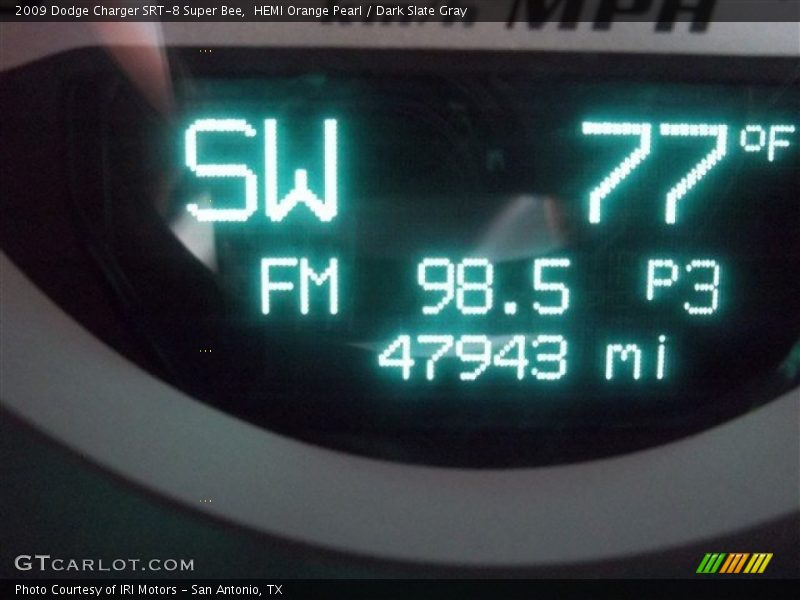 2009 Dodge Charger SRT-8 Super Bee,  HEMI Orange Pearl / Dark Slate Gray
MPH
SW 77°F
FM 98.5 P3
47943 mi
GTCARLOT.COM
Photo Courtesy of IRI Motors - San Antonio, TX